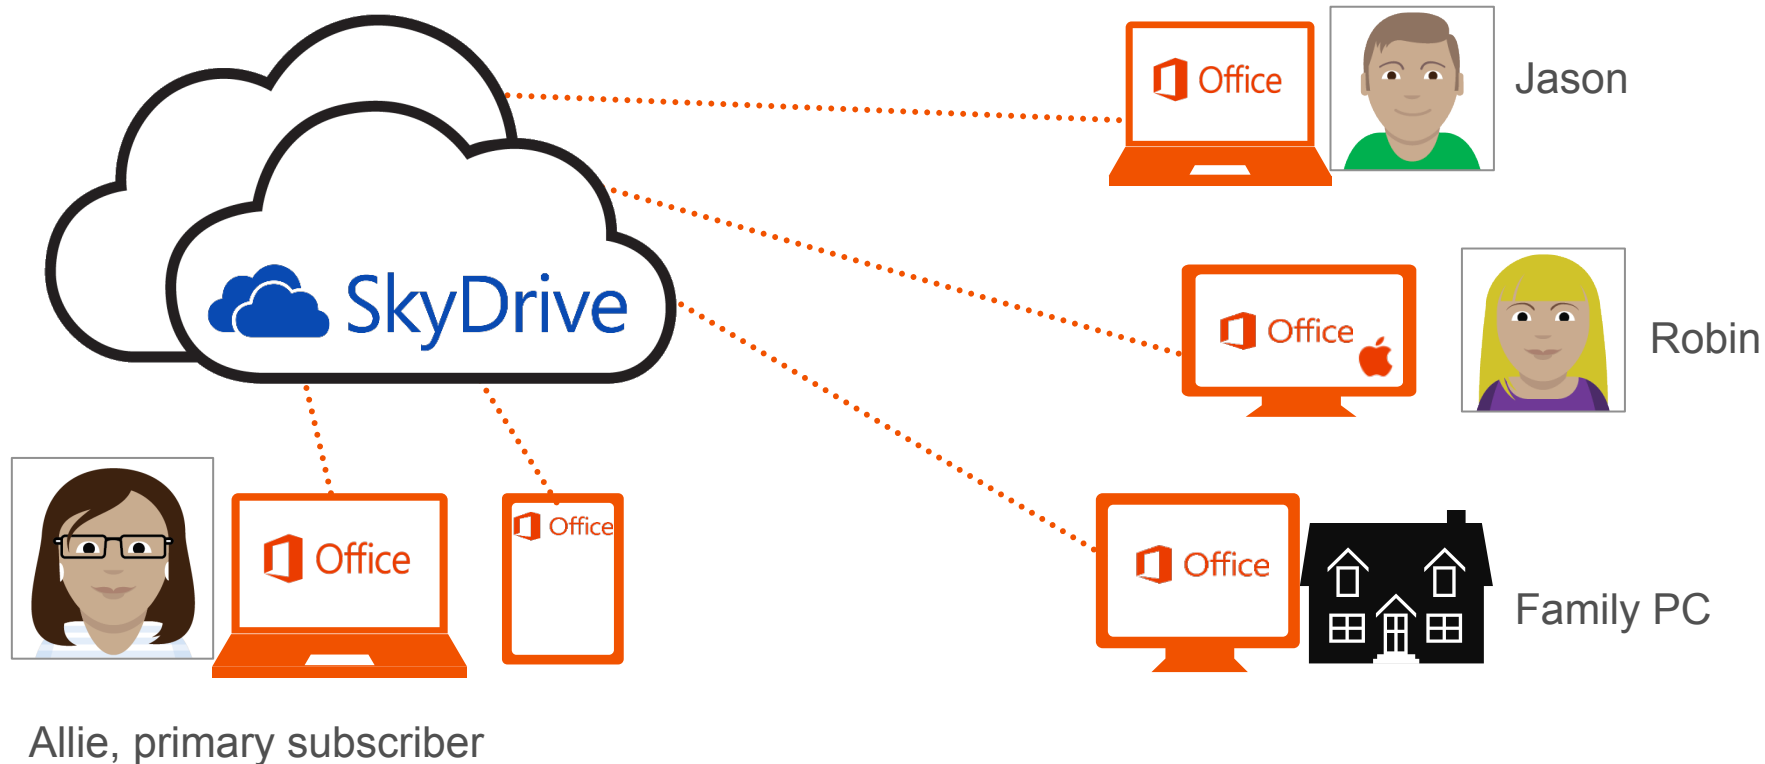 Office
Jason
SkyDrive
Office
Robin
Office
Office
Office
Family PC
Allie, primary subscriber